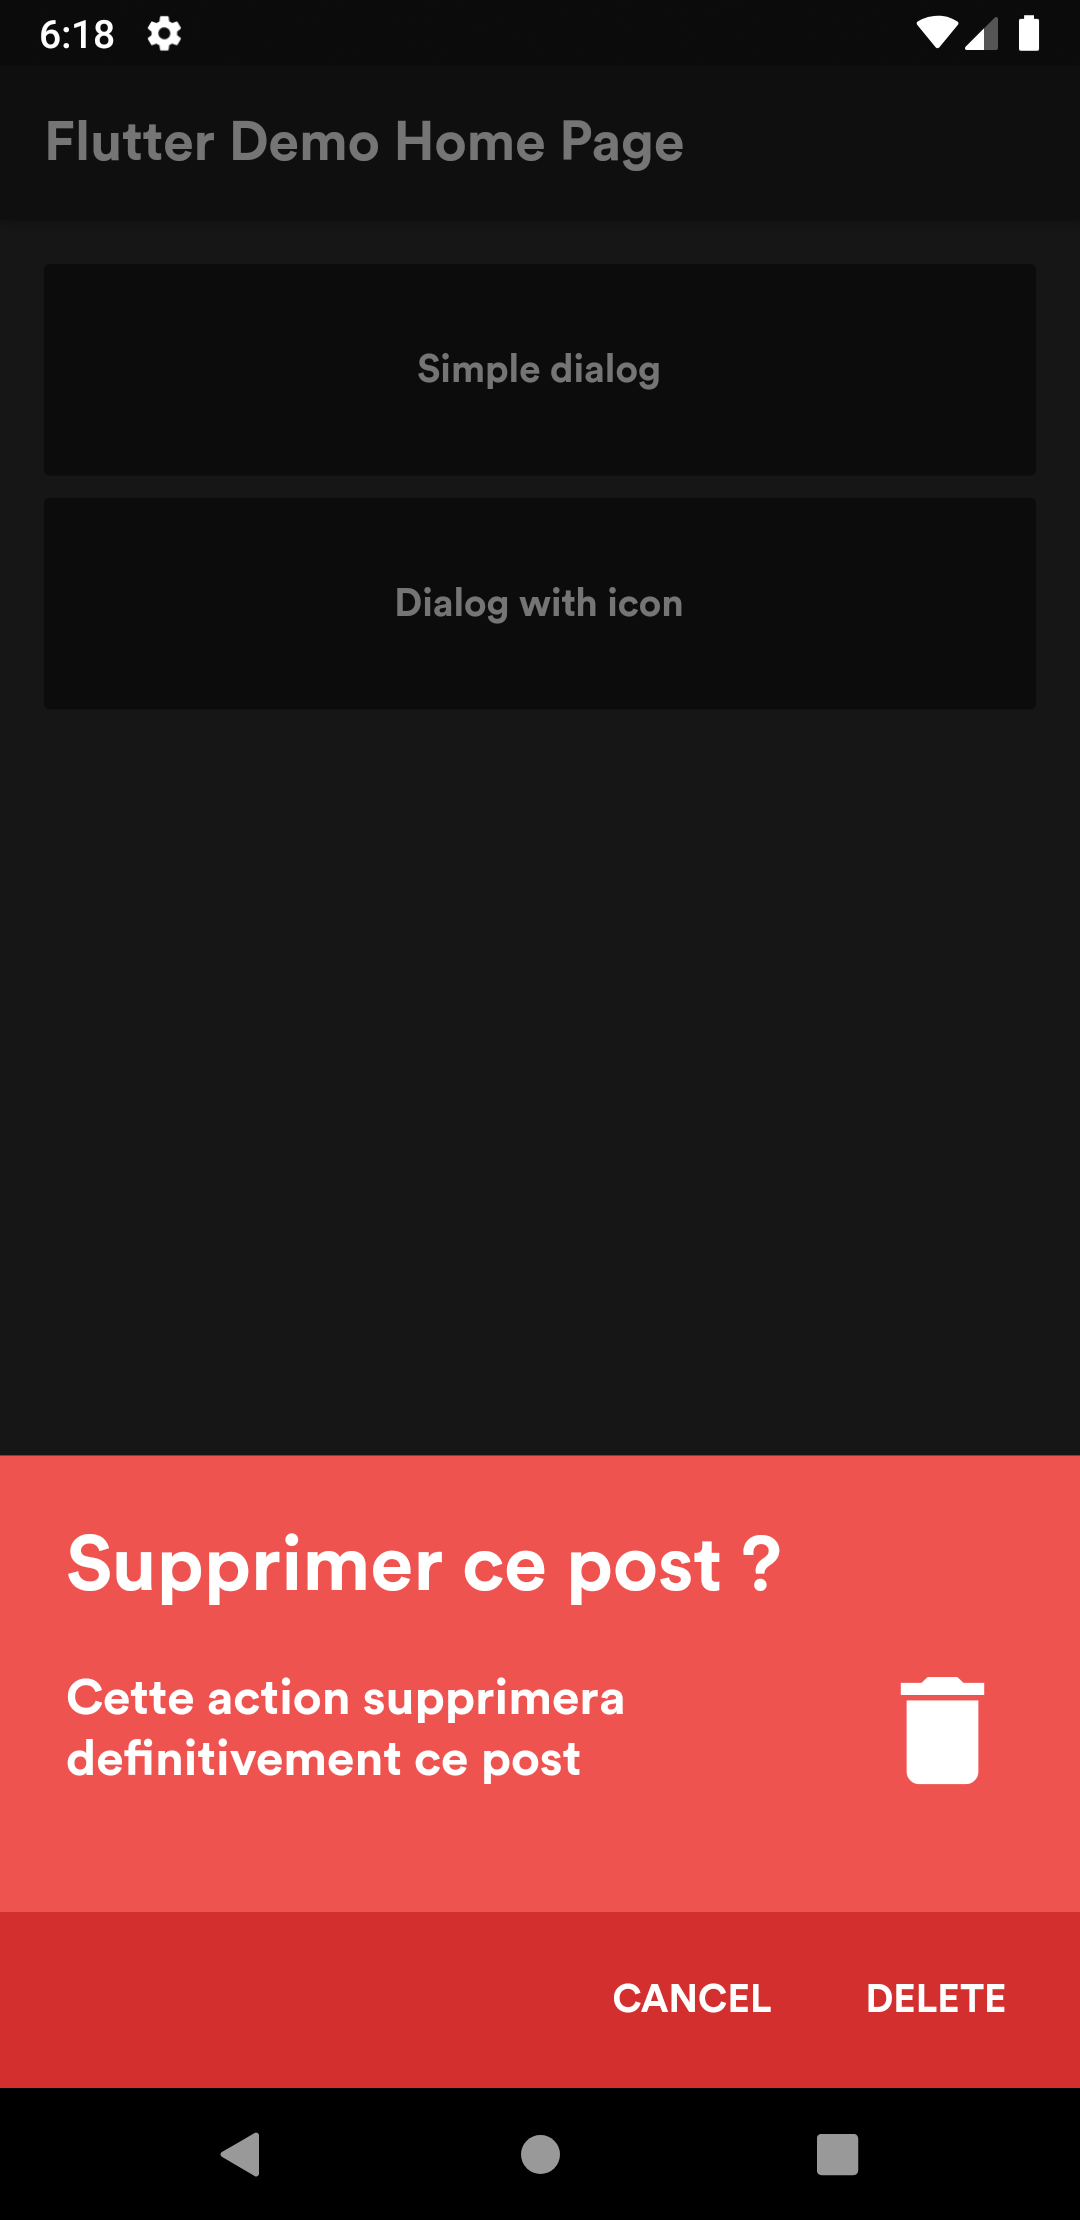 6:18
Flutter Demo Home Page
Simple dialog
Dialog with icon
Supprimer ce post ?
Cette action supprimera
definitivement ce post
CANCEL DELETE